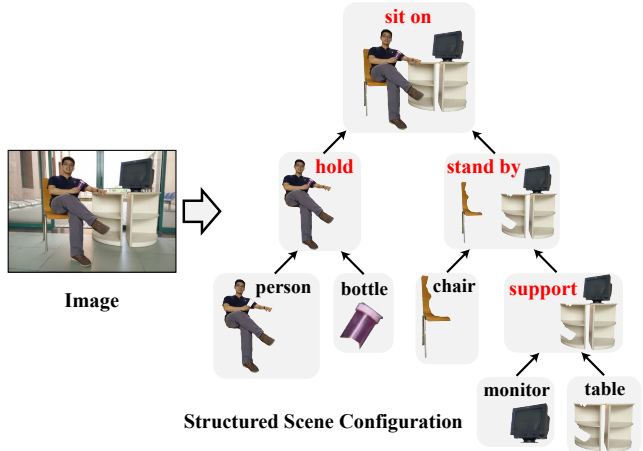 sit on
hold
stand by
person
bottle
chair
support
Image
monitor
table
Structured Scene Configuration